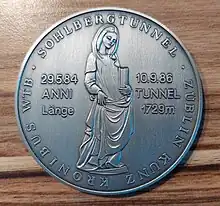 · SOHLBERGTUNNEL ·
ZÜBLIN KUNZ KRONIBUS WTB
29.5.84
ANNI
Länge
10.9.86
TUNNEL
1729m